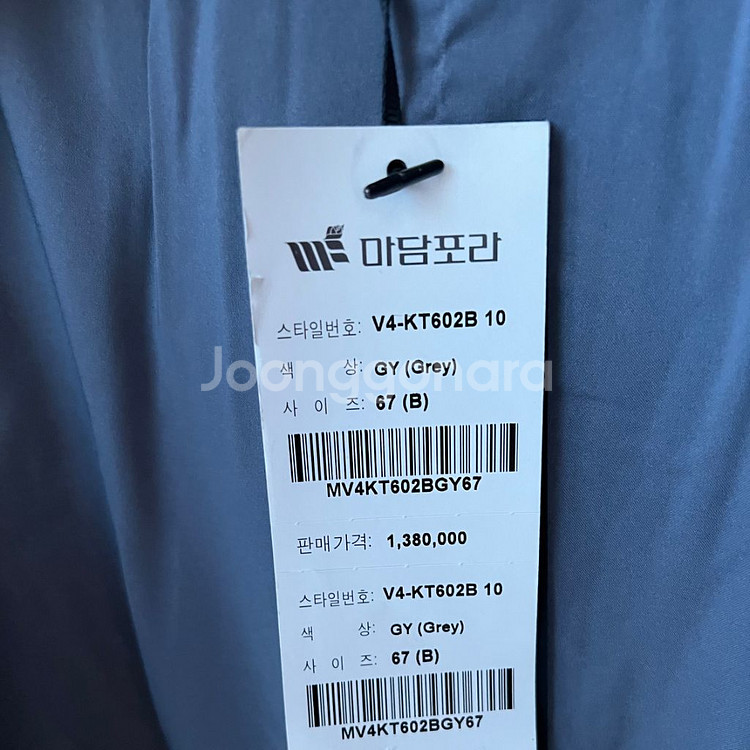 마담포라
스타일번호: V4-KT602B 10
색 상: GY (Grey)
Joonggonara
사 이 즈: 67 (B)
MV4KT602BGY67
판매가격: 1,380,000
스타일번호: V4-KT602B 10
색 상: GY (Grey)
사 이 즈: 67 (B)
MV4KT602BGY67